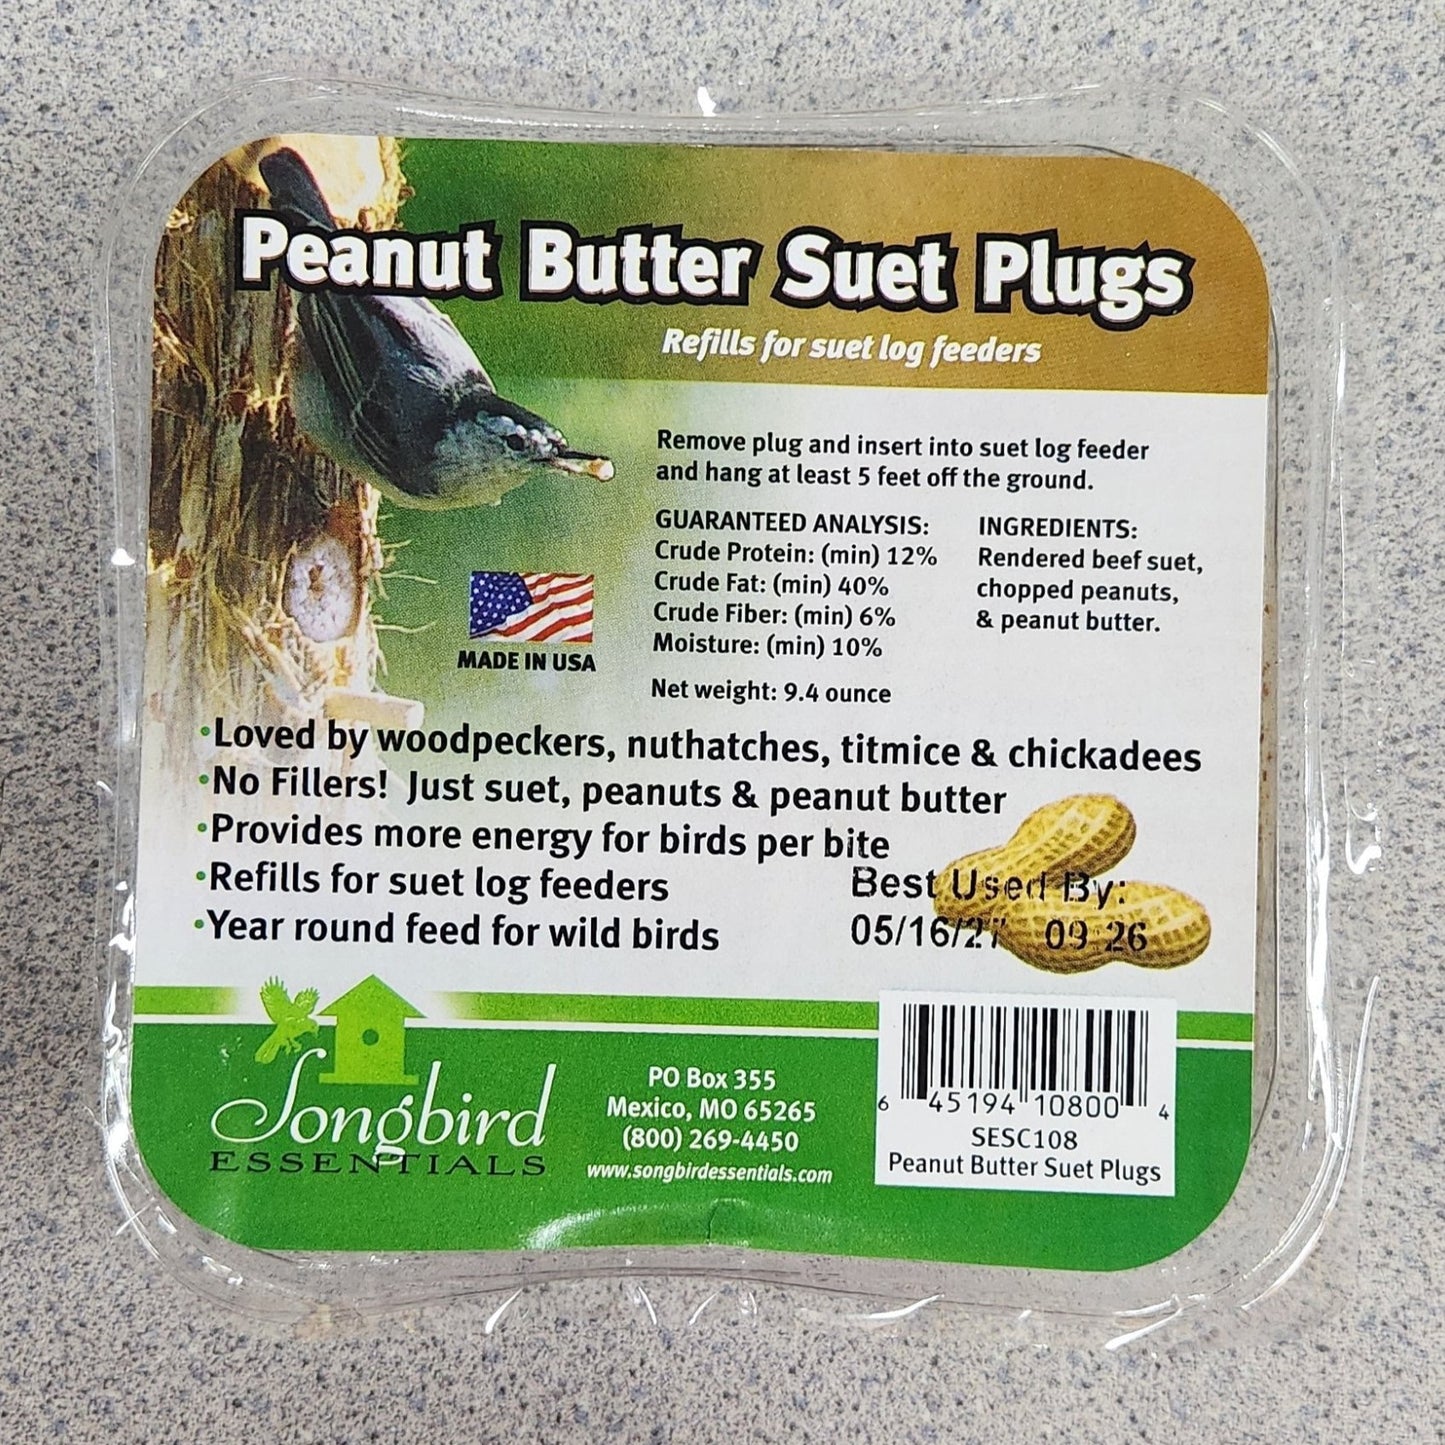 Peanut Butter Suet Plugs
Refills for suet log feeders
Remove plug and insert into suet log feeder
and hang at least 5 feet off the ground.
GUARANTEED ANALYSIS:
Crude Protein: (min) 12%
Crude Fat: (min) 40%
Crude Fiber: (min) 6%
Moisture: (min) 10%
Net weight: 9.4 ounce
INGREDIENTS:
Rendered beef suet,
chopped peanuts,
& peanut butter.
MADE IN USA
•Loved by woodpeckers, nuthatches, titmice & chickadees
•No Fillers! Just suet, peanuts & peanut butter
•Provides more energy for birds per bite
•Refills for suet log feeders
•Year round feed for wild birds
Best Used By:
05/16/27 09:26
Songbird
ESSENTIALS
PO Box 355
Mexico, MO 65265
(800) 269-4450
www.songbirdessentials.com
6 45194 10800 4
SESC108
Peanut Butter Suet Plugs